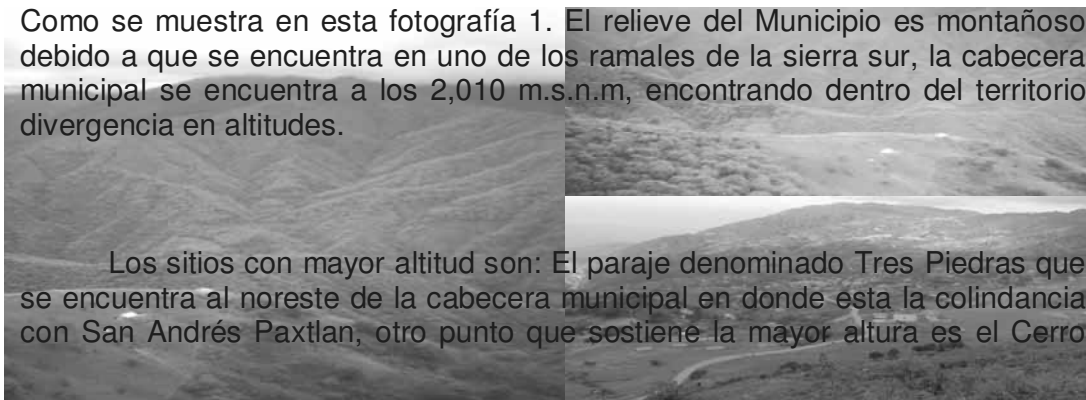 Como se muestra en esta fotografía 1. El relieve del Municipio es montañoso
debido a que se encuentra en uno de los ramales de la sierra sur, la cabecera
municipal se encuentra a los 2,010 m.s.n.m, encontrando dentro del territorio
divergencia en altitudes.
Los sitios con mayor altitud son: El paraje denominado Tres Piedras que
se encuentra al noreste de la cabecera municipal en donde esta la colindancia
con San Andrés Paxtlan, otro punto que sostiene la mayor altura es el Cerro